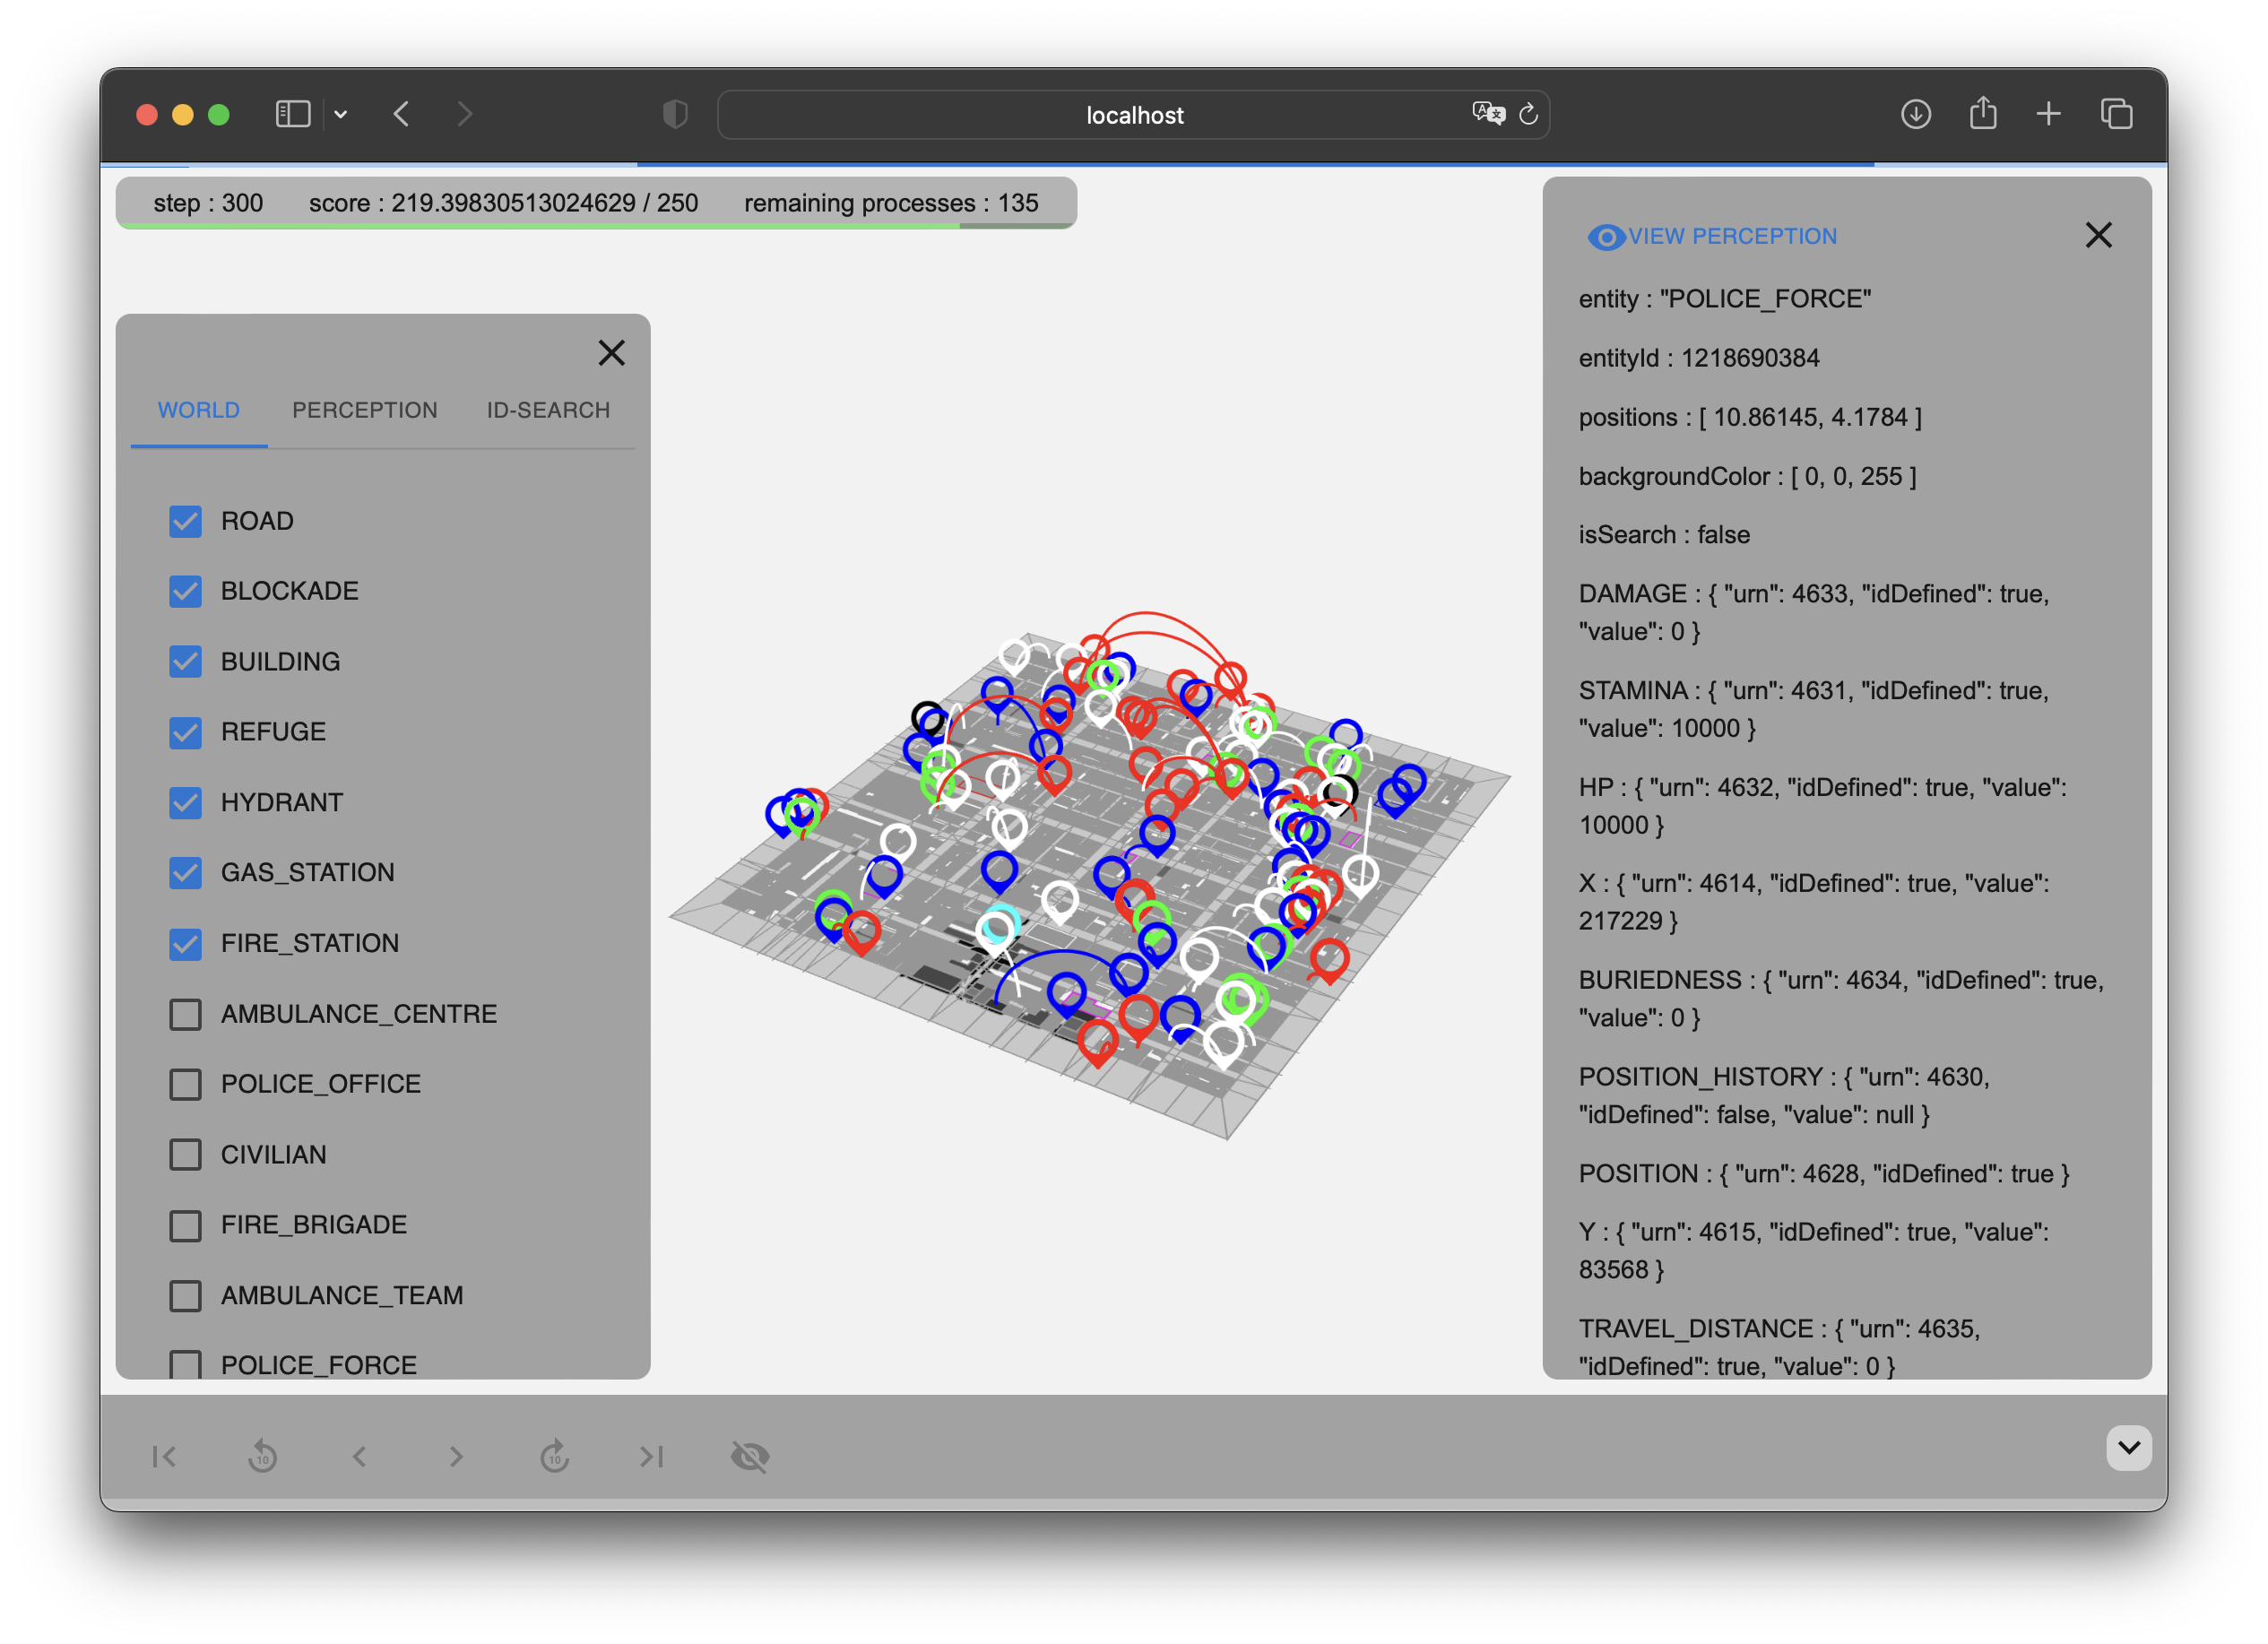 localhost
step : 300 score : 219.39830513024629 / 250 remaining processes : 135
WORLD PERCEPTION ID-SEARCH
ROAD
BLOCKADE
BUILDING
REFUGE
HYDRANT
GAS_STATION
FIRE_STATION
AMBULANCE_CENTRE
POLICE_OFFICE
CIVILIAN
FIRE_BRIGADE
AMBULANCE_TEAM
POLICE_FORCE
VIEW PERCEPTION
entity : "POLICE_FORCE"
entityId : 1218690384
positions : [ 10.86145, 4.1784 ]
backgroundColor : [ 0, 0, 255 ]
isSearch : false
DAMAGE : { "urn": 4633, "idDefined": true,
"value": 0 }
STAMINA : { "urn": 4631, "idDefined": true,
"value": 10000 }
HP : { "urn": 4632, "idDefined": true, "value":
10000 }
X : { "urn": 4614, "idDefined": true, "value":
217229 }
BURIEDNESS : { "urn": 4634, "idDefined": true,
"value": 0 }
POSITION_HISTORY : { "urn": 4630,
"idDefined": false, "value": null }
POSITION : { "urn": 4628, "idDefined": true }
Y : { "urn": 4615, "idDefined": true, "value":
83568 }
TRAVEL_DISTANCE : { "urn": 4635,
"idDefined": true, "value": 0 }
10 10